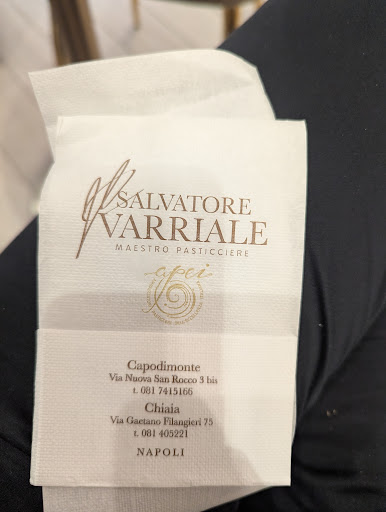 SALVATORE
VARRIALE
MAESTRO PASTICCIERE
apei
Capodimonte
Via Nuova San Rocco 3 bis
t. 081 7415166
Chiaia
Via Gaetano Filangieri 75
t. 081 405221
NAPOLI